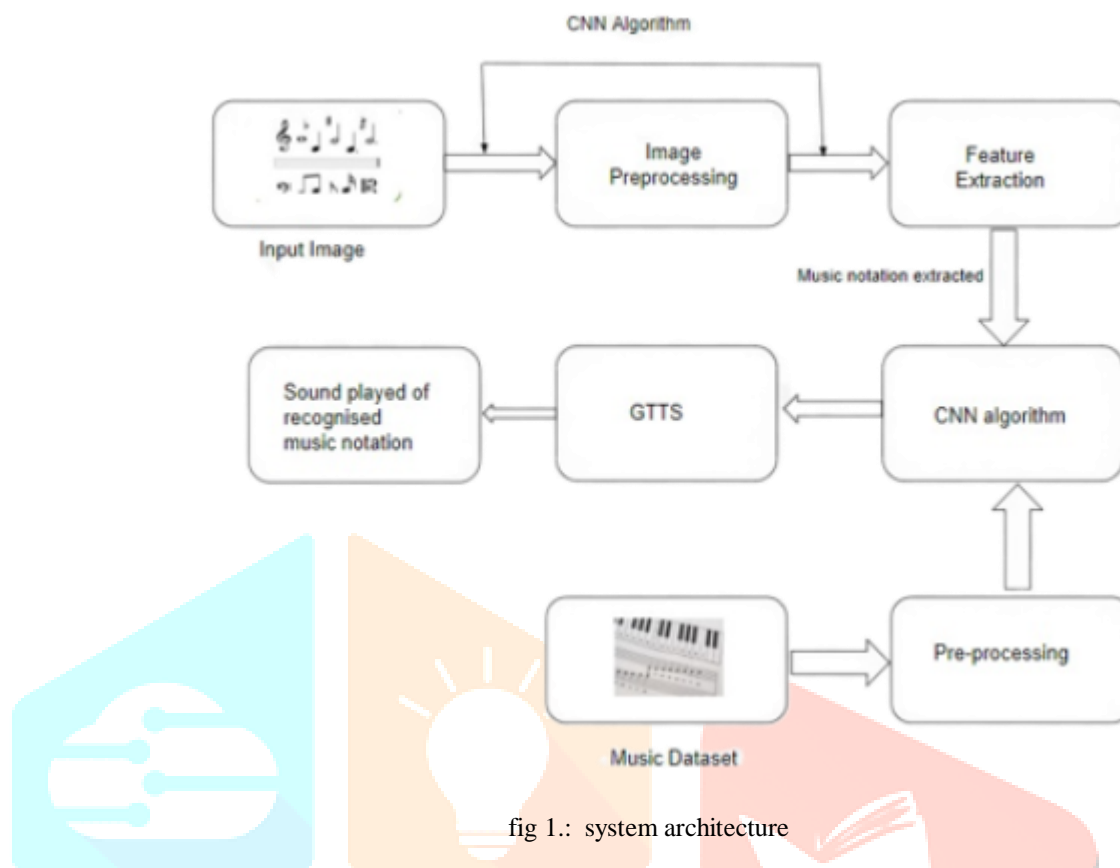 CNN Algorithm
Image
Preprocessing
Feature
Extraction
Input Image
Music notation extracted
Sound played of
recognised
music notation
GTTS
CNN algorithm
Pre-processing
Music Dataset
fig 1.: system architecture